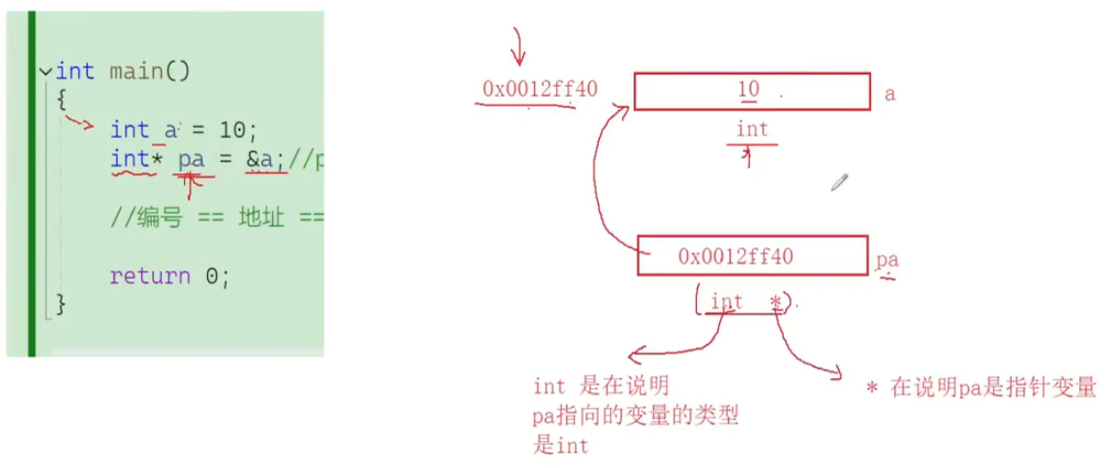 int main()
{
int a = 10;
int* pa = &a;//p
//编号 == 地址 ==
return 0;
}
0x0012ff40
10
a
int
0x0012ff40
pa
(int *)
int 是在说明
pa指向的变量的类型
是int
* 在说明pa是指针变量